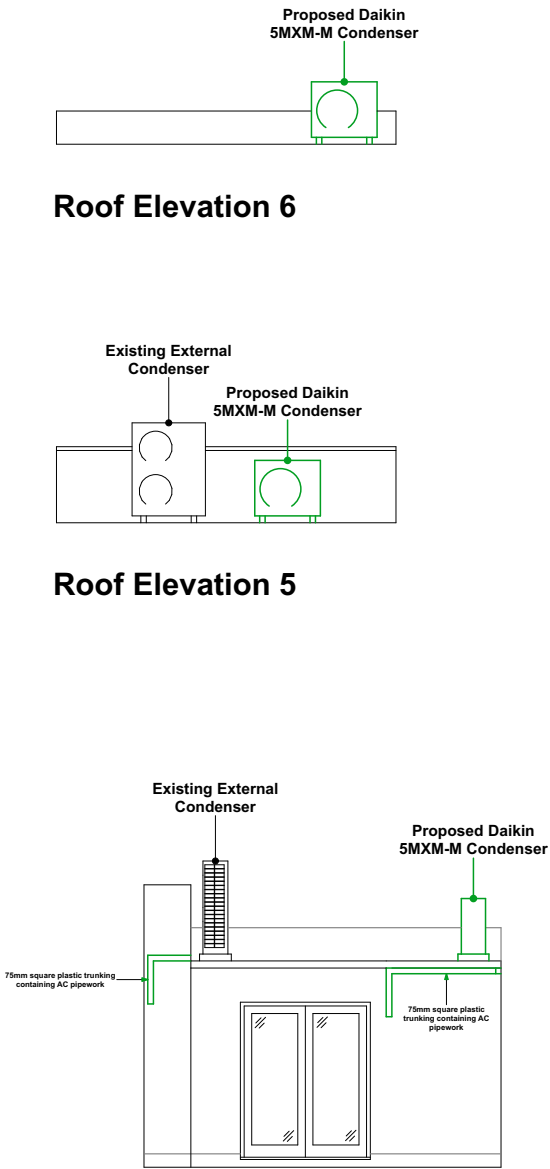 Proposed Daikin
5MXM-M Condenser
Roof Elevation 6
Existing External
Condenser
Proposed Daikin
5MXM-M Condenser
Roof Elevation 5
Existing External
Condenser
Proposed Daikin
5MXM-M Condenser
75mm square plastic trunking
containing AC pipework
75mm square plastic
trunking containing AC
pipework